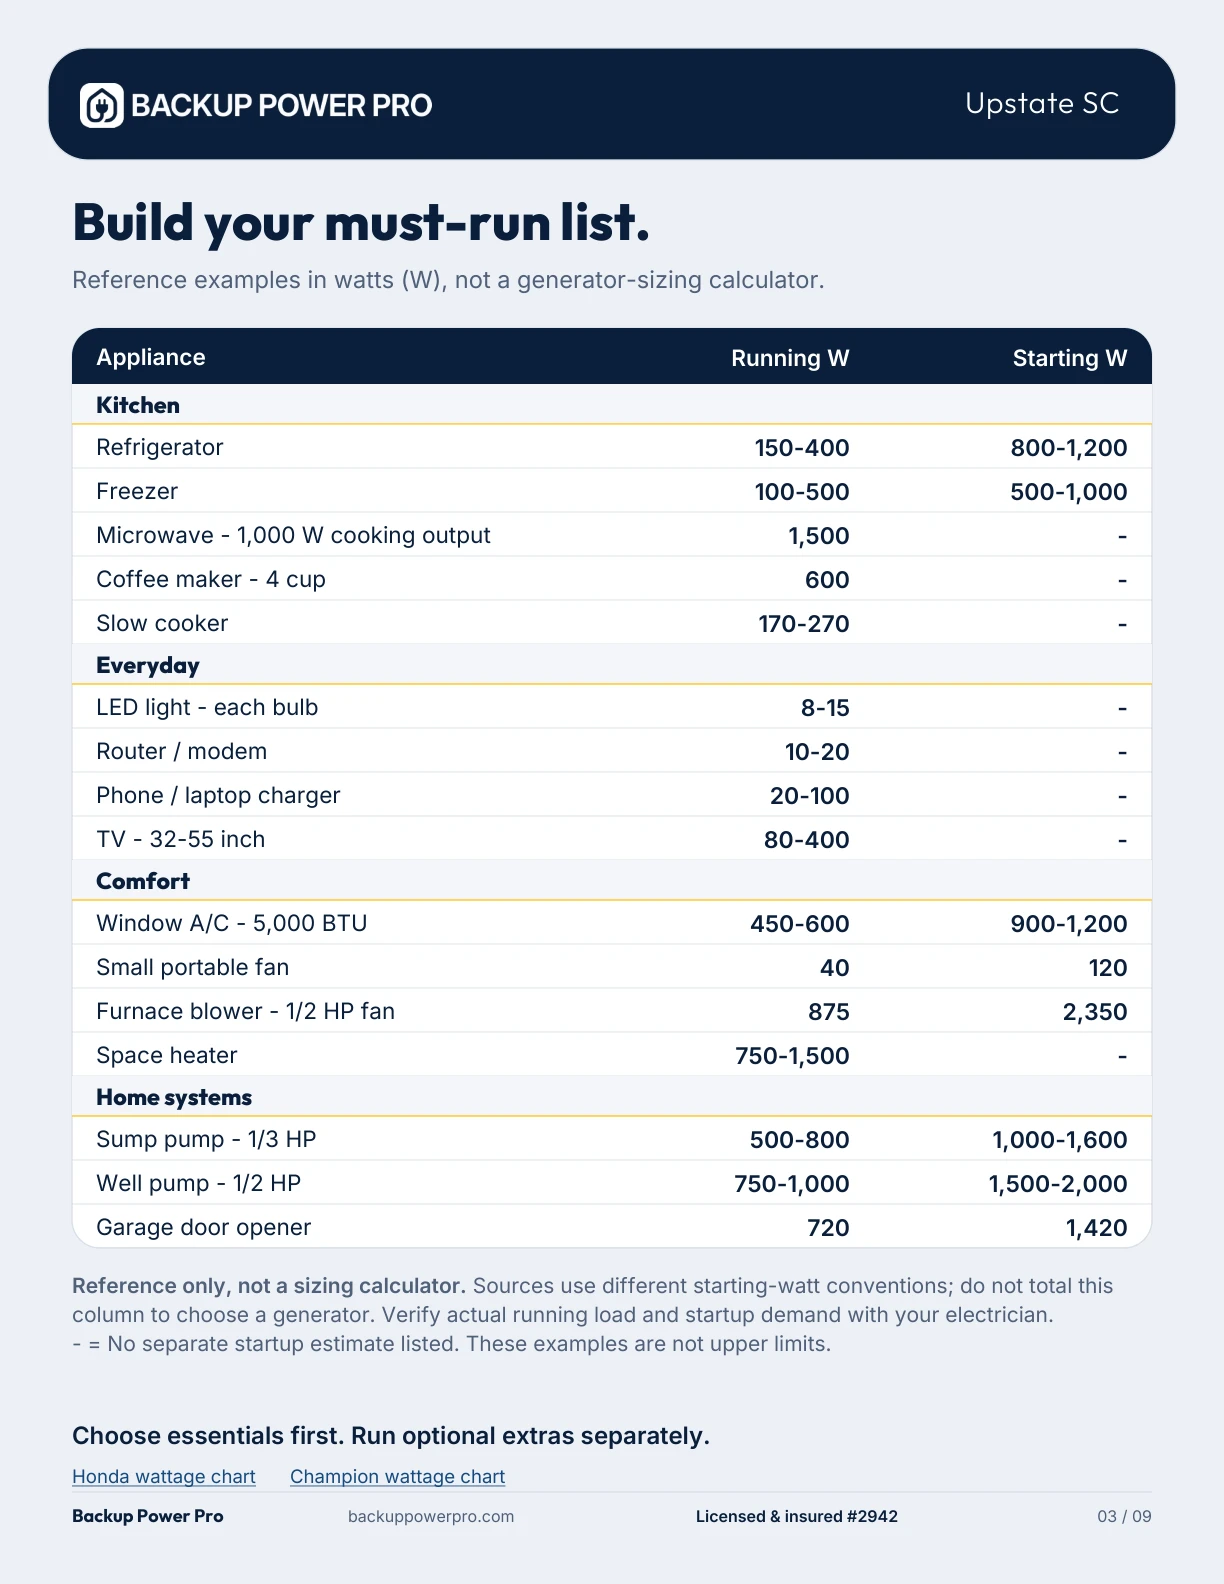 BACKUP POWER PRO
Upstate SC
Build your must-run list.
Reference examples in watts (W), not a generator-sizing calculator.
Appliance Running W Starting W
Kitchen
Refrigerator 150-400 800-1,200
Freezer 100-500 500-1,000
Microwave - 1,000 W cooking output 1,500 -
Coffee maker - 4 cup 600 -
Slow cooker 170-270 -
Everyday
LED light - each bulb 8-15 -
Router / modem 10-20 -
Phone / laptop charger 20-100 -
TV - 32-55 inch 80-400 -
Comfort
Window A/C - 5,000 BTU 450-600 900-1,200
Small portable fan 40 120
Furnace blower - 1/2 HP fan 875 2,350
Space heater 750-1,500 -
Home systems
Sump pump - 1/3 HP 500-800 1,000-1,600
Well pump - 1/2 HP 750-1,000 1,500-2,000
Garage door opener 720 1,420
Reference only, not a sizing calculator. Sources use different starting-watt conventions; do not total this
column to choose a generator. Verify actual running load and startup demand with your electrician.
- = No separate startup estimate listed. These examples are not upper limits.
Choose essentials first. Run optional extras separately.
Honda wattage chart Champion wattage chart
Backup Power Pro backuppowerpro.com Licensed & insured #2942 03 / 09